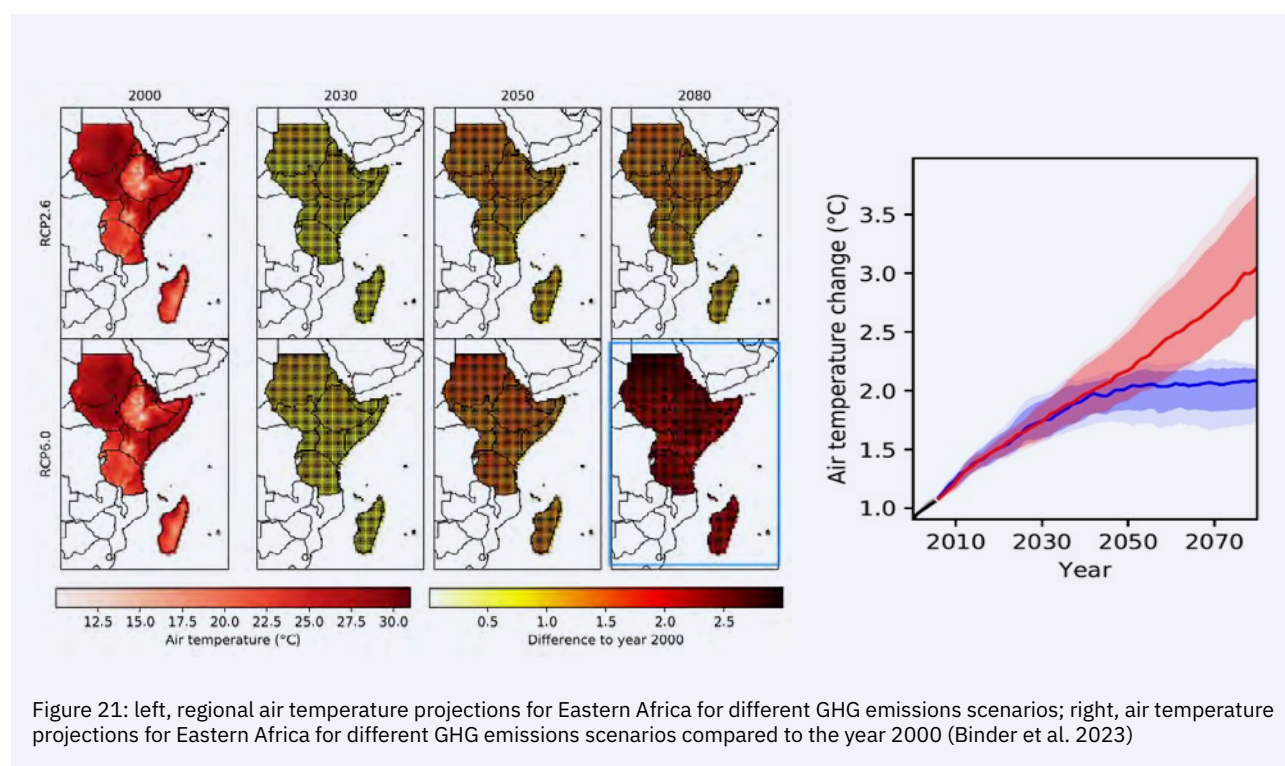 2000 2030 2050 2080
RCP2.6
RCP6.0
12.5 15.0 17.5 20.0 22.5 25.0 27.5 30.0
Air temperature (°C)
0.5 1.0 1.5 2.0 2.5
Difference to year 2000
Air temperature change (°C)
3.5
3.0
2.5
2.0
1.5
1.0
2010 2030 2050 2070
Year
Figure 21: left, regional air temperature projections for Eastern Africa for different GHG emissions scenarios; right, air temperature
projections for Eastern Africa for different GHG emissions scenarios compared to the year 2000 (Binder et al. 2023)